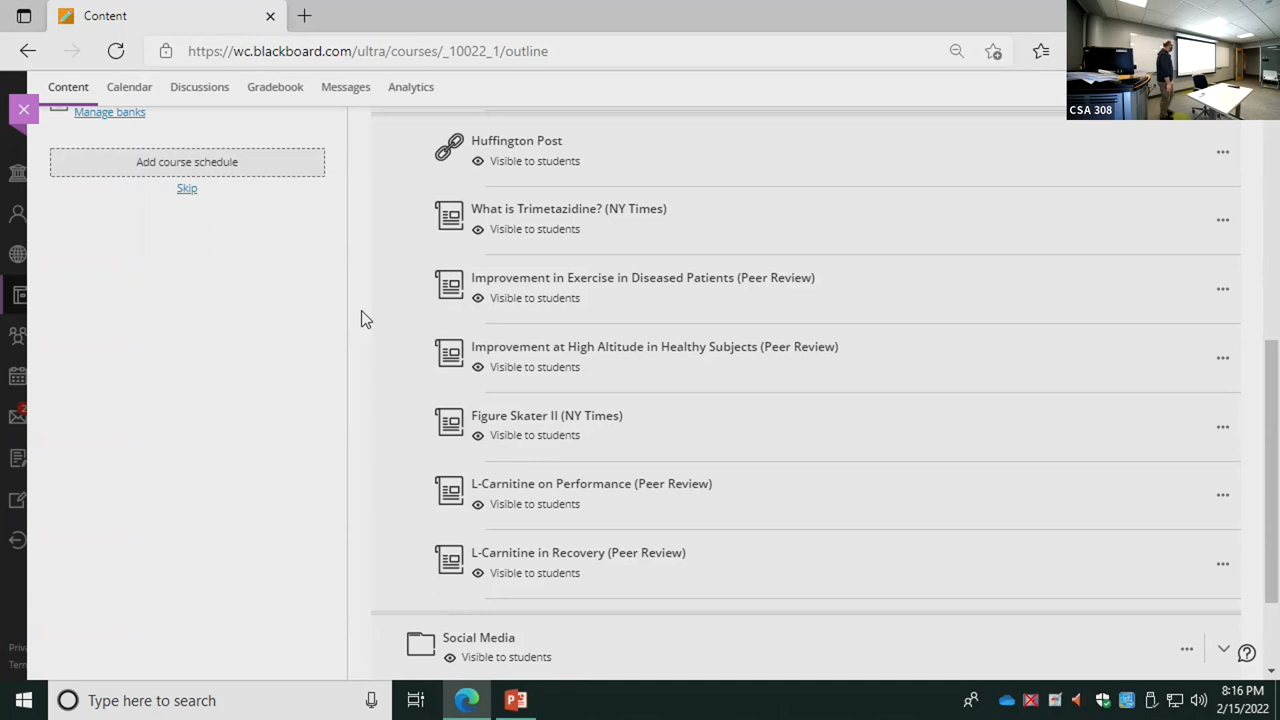 Content
https://wc.blackboard.com/ultra/courses/_10022_1/outline
CSA 308
Content
Calendar
Discussions
Gradebook
Messages
Analytics
Manage banks
Add course schedule
Skip
Huffington Post
Visible to students
What is Trimetazidine? (NY Times)
Visible to students
Improvement in Exercise in Diseased Patients (Peer Review)
Visible to students
Improvement at High Altitude in Healthy Subjects (Peer Review)
Visible to students
Figure Skater II (NY Times)
Visible to students
L-Carnitine on Performance (Peer Review)
Visible to students
L-Carnitine in Recovery (Peer Review)
Visible to students
Social Media
Visible to students
Priv
Term
Type here to search
8:16 PM
2/15/2022